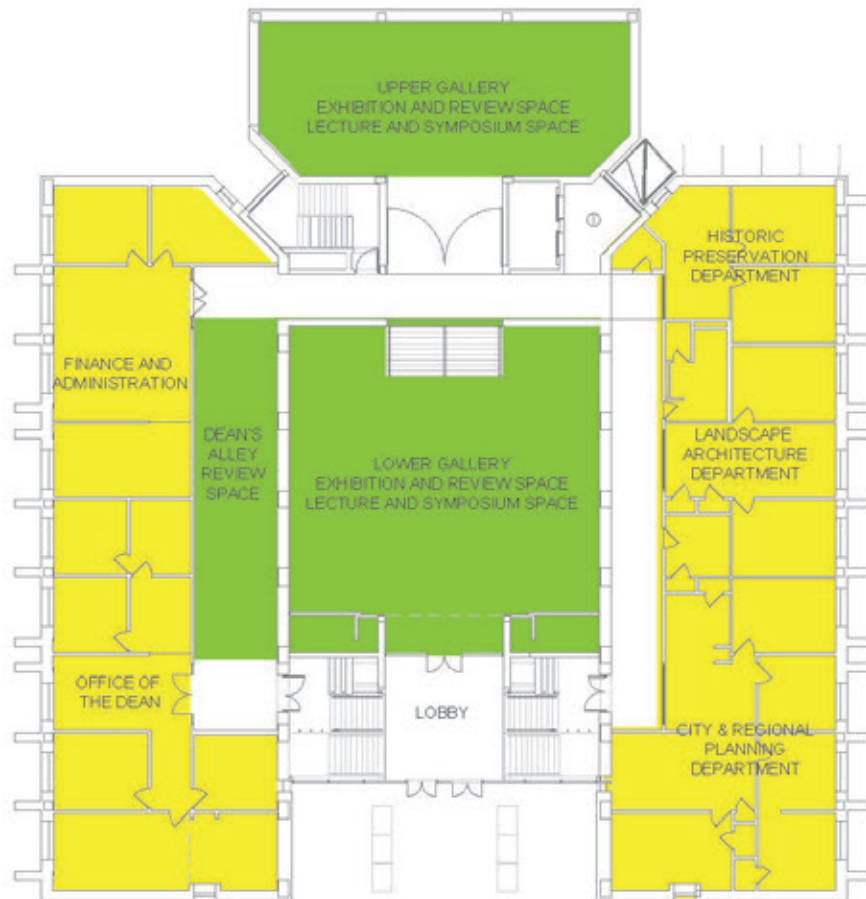 UPPER GALLERY
EXHIBITION AND REVIEW SPACE
LECTURE AND SYMPOSIUM SPACE
HISTORIC
PRESERVATION
DEPARTMENT
FINANCE AND
ADMINISTRATION
DEAN'S
ALLEY
REVIEW
SPACE
LOWER GALLERY
EXHIBITION AND REVIEW SPACE
LECTURE AND SYMPOSIUM SPACE
LANDSCAPE
ARCHITECTURE
DEPARTMENT
OFFICE OF
THE DEAN
LOBBY
CITY & REGIONAL
PLANNING
DEPARTMENT